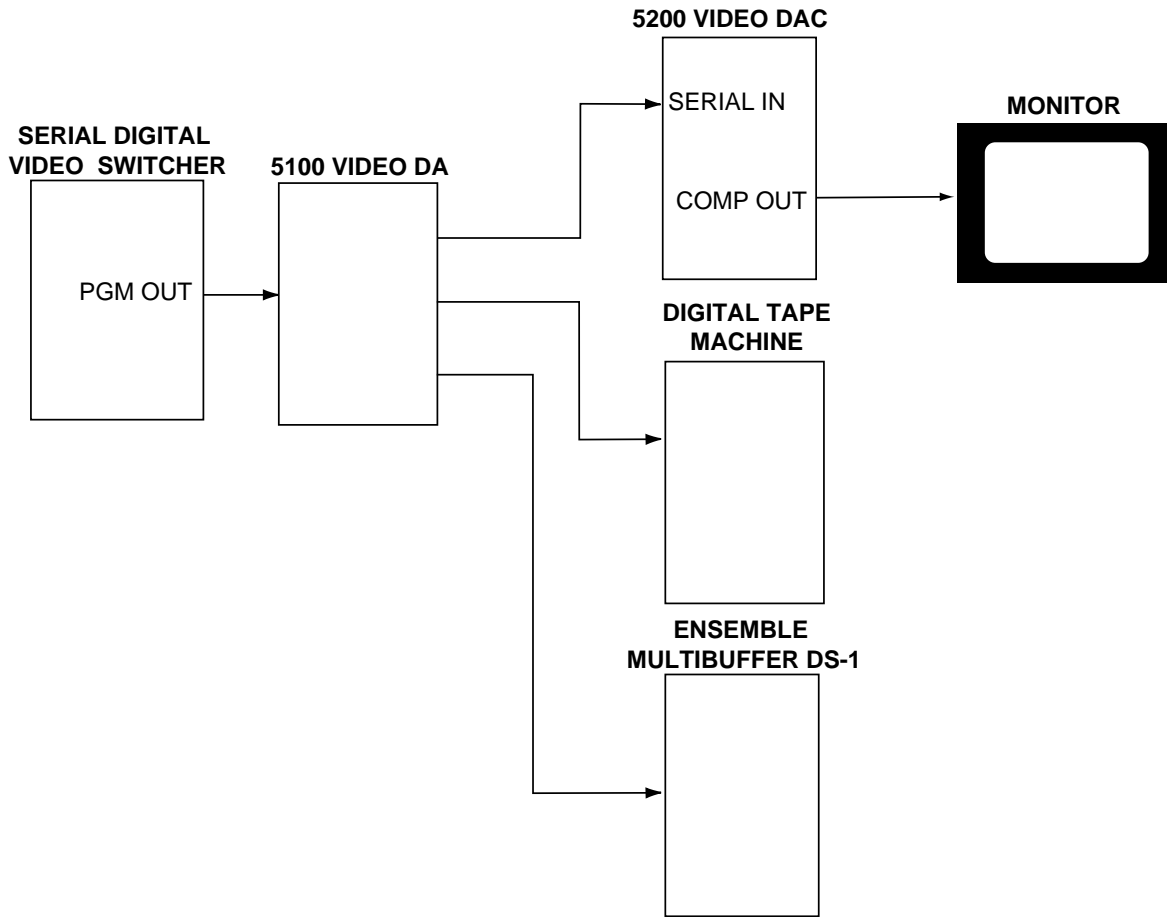 5200 VIDEO DAC
SERIAL IN
COMP OUT
MONITOR
SERIAL DIGITAL
VIDEO SWITCHER
PGM OUT
5100 VIDEO DA
DIGITAL TAPE
MACHINE
ENSEMBLE
MULTIBUFFER DS-1